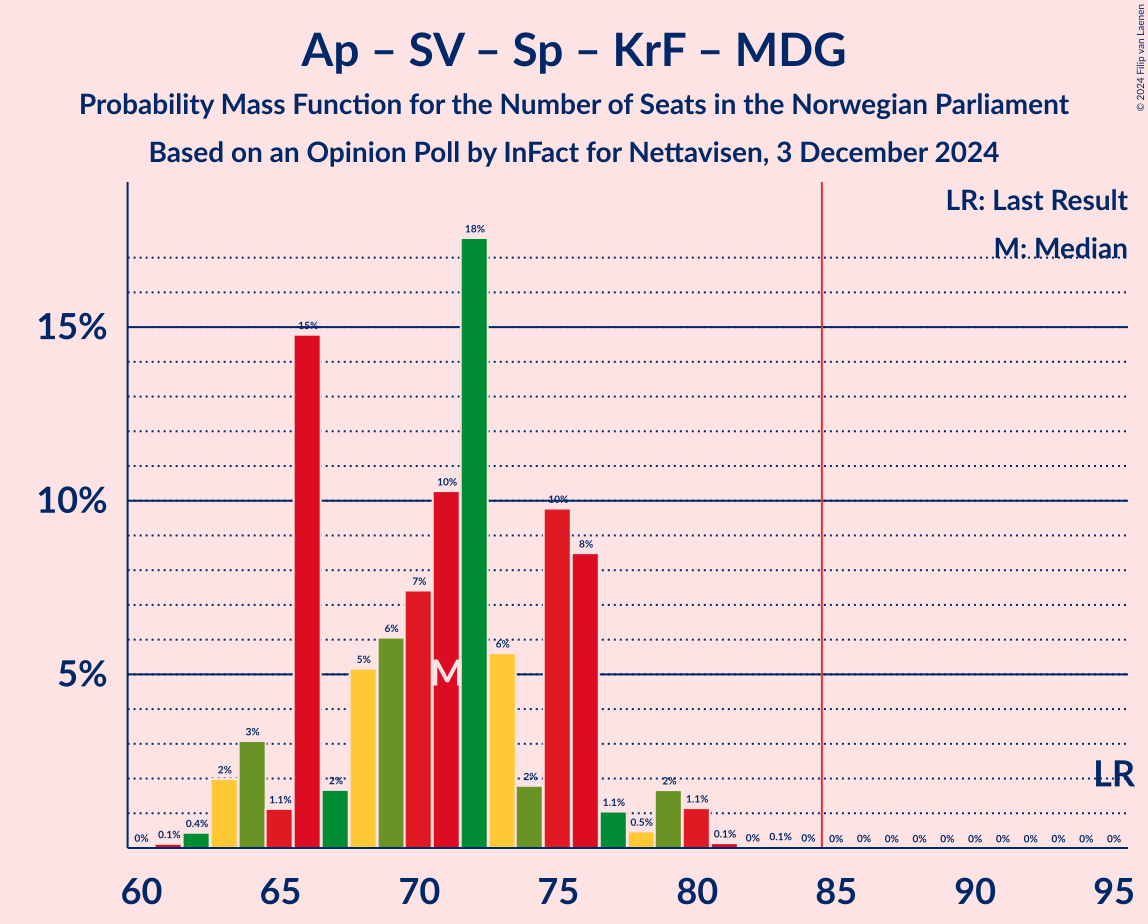 Ap – SV – Sp – KrF – MDG
Probability Mass Function for the Number of Seats in the Norwegian Parliament
Based on an Opinion Poll by InFact for Nettavisen, 3 December 2024
© 2024 Filip van Laenen
LR: Last Result
M: Median
15%
10%
5%
0% 0.1% 0.4% 2% 3% 1.1% 15% 2% 5% 6% 7% 10% 18% 6% 2% 10% 8% 1.1% 0.5% 2% 1.1% 0.1% 0% 0.1% 0% 0% 0% 0% 0% 0% 0% 0% 0% 0% 0% 0%
M
LR
60 65 70 75 80 85 90 95